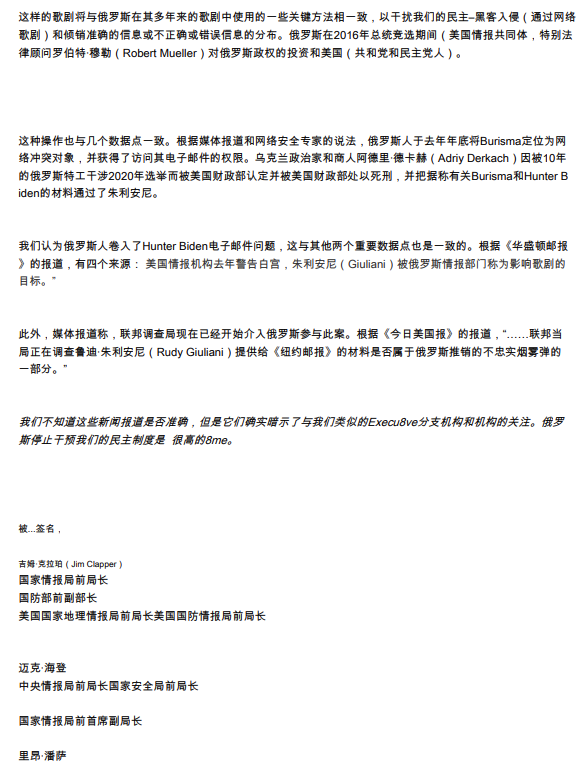 这样的歌剧将与俄罗斯在其多年来的歌剧中使用的一些关键方法相一致，以干扰我们的民主–黑客入侵（通过网络
歌剧）和倾销准确的信息或不正确或错误信息的分布。俄罗斯在2016年总统竞选期间（美国情报共同体，特别法
律顾问罗伯特·穆勒（Robert Mueller）对俄罗斯政权的投资和美国（共和党和民主党人）。
这种操作也与几个数据点一致。根据媒体报道和网络安全专家的说法，俄罗斯人于去年年底将Burisma定位为网
络冲突对象，并获得了访问其电子邮件的权限。乌克兰政治家和商人阿德里·德卡赫（Adriy Derkach）因被10年
的俄罗斯特工干涉2020年选举而被美国财政部认定并被美国财政部处以死刑，并把据称有关Burisma和Hunter B
iden的材料通过了朱利安尼。
我们认为俄罗斯人卷入了Hunter Biden电子邮件问题，这与其他两个重要数据点也是一致的。根据《华盛顿邮报
》的报道，有四个来源： 美国情报机构去年警告白宫，朱利安尼（Giuliani）被俄罗斯情报部门称为影响歌剧的
目标。”
此外，媒体报道称，联邦调查局现在已经开始介入俄罗斯参与此案。根据《今日美国报》的报道，“……联邦当
局正在调查鲁迪·朱利安尼（Rudy Giuliani）提供给《纽约邮报》的材料是否属于俄罗斯推销的不忠实烟雾弹的
一部分。”
我们不知道这些新闻报道是否准确，但是它们确实暗示了与我们类似的Execu8ve分支机构和机构的关注。俄罗
斯停止干预我们的民主制度是 很高的8me。
被...签名，
吉姆·克拉珀（Jim Clapper）
国家情报局前局长
国防部前副部长
美国国家地理情报局前局长美国国防情报局前局长
迈克·海登
中央情报局前局长国家安全局前局长
国家情报局前首席副局长
里昂·潘萨